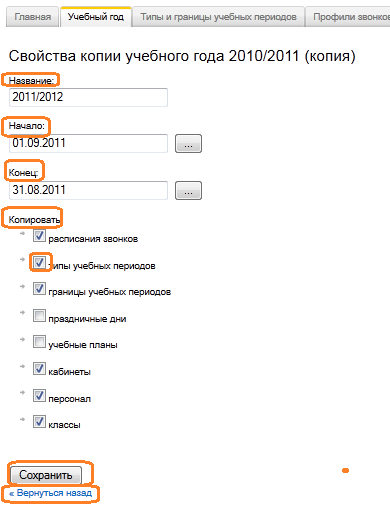 Главная Учебный год Типы и границы учебных периодов Профили звонков
Свойства копии учебного года 2010/2011 (копия)
Название:
2011/2012
Начало:
01.09.2011 ...
Конец:
31.08.2011 ...
Копировать
расписания звонков
типы учебных периодов
границы учебных периодов
праздничные дни
учебные планы
кабинеты
персонал
классы
Сохранить
« Вернуться назад